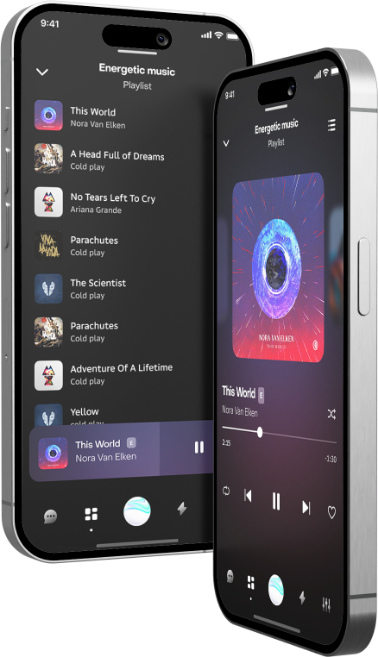 9:41
Energetic music
Playlist
This World
Nora Van Elken
A Head Full of Dreams
Cold play
No Tears Left To Cry
Ariana Grande
Parachutes
Cold play
The Scientist
Cold play
Parachutes
Cold play
Adventure Of A Lifetime
Cold play
Yellow
Cold play
This World E
Nora Van Elken
9:41
Energetic music
Playlist
NORA VAN ELKEN
This World E
Nora Van Elken
2:25
-1:30